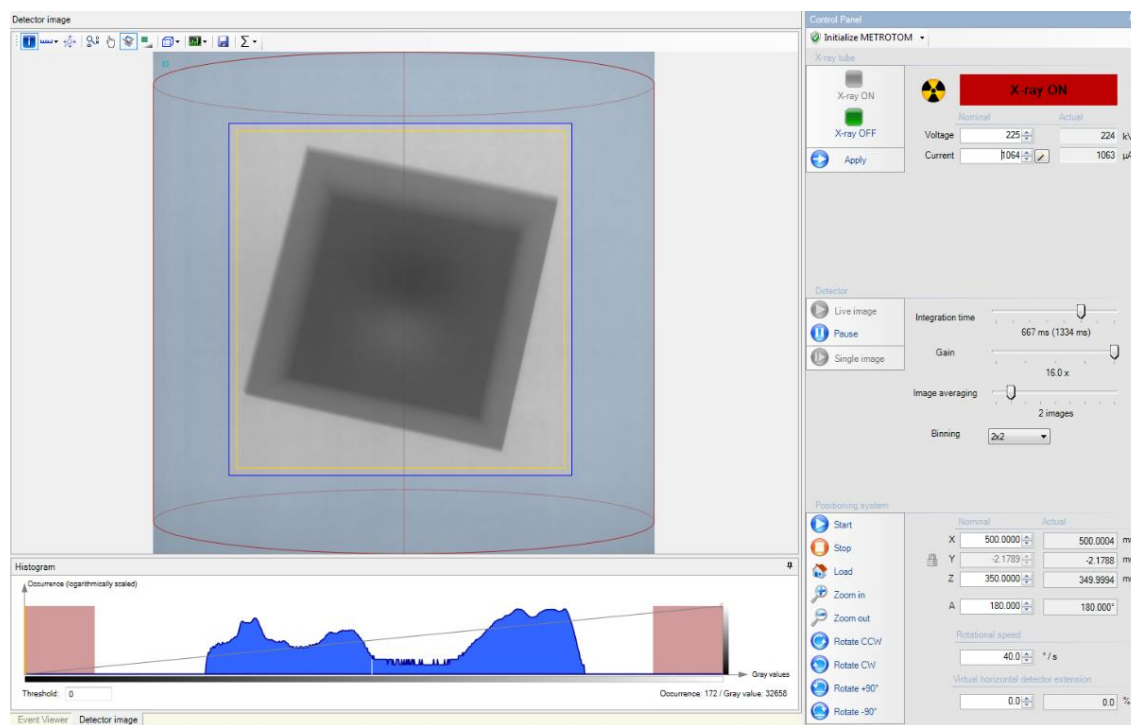 Detector image
Histogram
Occurrence (logarithmically scaled)
Gray values
Threshold: 0
Occurrence: 172 / Gray value: 32658
Event Viewer
Detector image
Control Panel
Initialize METROTOM
X-ray tube
X-ray ON
X-ray ON
X-ray OFF
Nominal Actual
Voltage 225 224 kV
Current 1064 1063
Apply
Detector
Live image
Pause
Single image
Integration time
667 ms (1334 ms)
Gain
16.0 x
Image averaging
2 images
Binning 2x2
Positioning system
Start
Stop
Load
Zoom in
Zoom out
Rotate CCW
Rotate CW
Rotate +90°
Rotate -90°
Nominal Actual
X 500.0000 500.0004
Y -2.1789 -2.1788
Z 350.0000 349.9994
A 180.000 180.000°
Rotational speed
40.0 °/s
Virtual horizontal detector extension
0.0 0.0 %